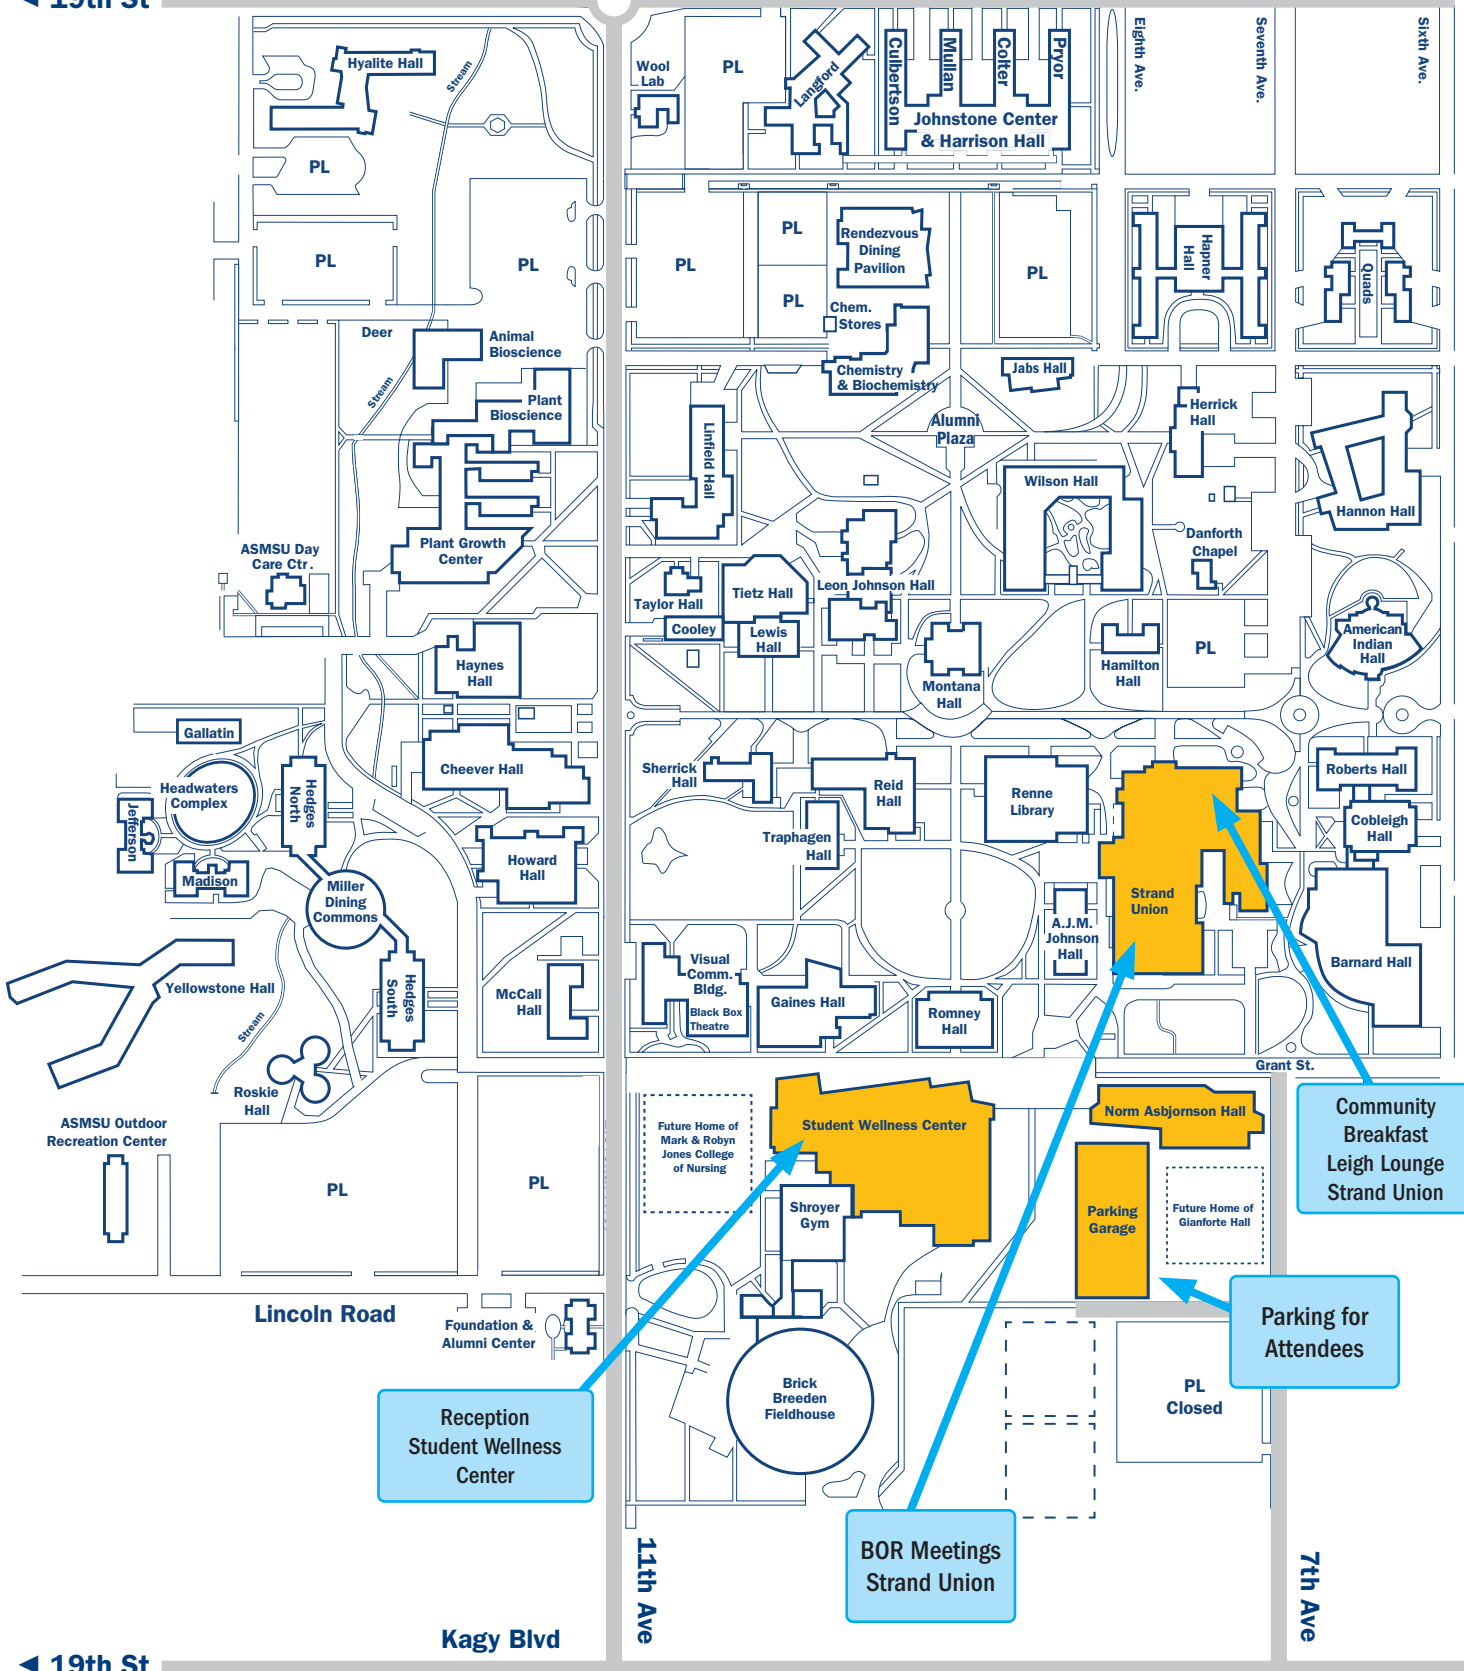 ◄ 19th St
Hyalite Hall
Stream
PL
PL
PL
Deer
Stream
Animal
Bioscience
Plant
Bioscience
Plant Growth
Center
ASMSU Day
Care Ctr.
Haynes
Hall
Gallatin
Headwaters
Complex
Jefferson
Madison
Hedges
North
Cheever Hall
Howard
Hall
Miller
Dining
Commons
Yellowstone Hall
Stream
Hedges
South
McCall
Hall
Roskie
Hall
ASMSU Outdoor
Recreation Center
PL
PL
Lincoln Road
Foundation &
Alumni Center
Wool
Lab
PL
Langford
Culbertson
Mullan
Colter
Pryor
Johnstone Center
& Harrison Hall
Eighth Ave.
Seventh Ave.
Sixth Ave.
PL
PL
PL
Rendezvous
Dining
Pavilion
PL
Chem.
Stores
Chemistry
& Biochemistry
Hapner
Hall
Quads
Jabs Hall
Herrick
Hall
Alumni
Plaza
Linfield Hall
Wilson Hall
Hannon Hall
Danforth
Chapel
Leon Johnson Hall
Taylor Hall
Tietz Hall
Cooley
Lewis
Hall
Montana
Hall
Hamilton
Hall
PL
American
Indian
Hall
Sherrick
Hall
Reid
Hall
Traphagen
Hall
Renne
Library
Strand
Union
Roberts Hall
Cobleigh
Hall
A.J.M.
Johnson
Hall
Barnard Hall
Visual
Comm.
Bldg.
Black Box
Theatre
Gaines Hall
Romney
Hall
Grant St.
Future Home of
Mark & Robyn
Jones College
of Nursing
Student Wellness Center
Norm Asbjornson Hall
Shroyer
Gym
Parking
Garage
Future Home of
Gianforte Hall
Community
Breakfast
Leigh Lounge
Strand Union
Parking for
Attendees
Brick
Breeden
Fieldhouse
PL
Closed
Reception
Student Wellness
Center
BOR Meetings
Strand Union
11th Ave
7th Ave
Kagy Blvd
◄ 19th St